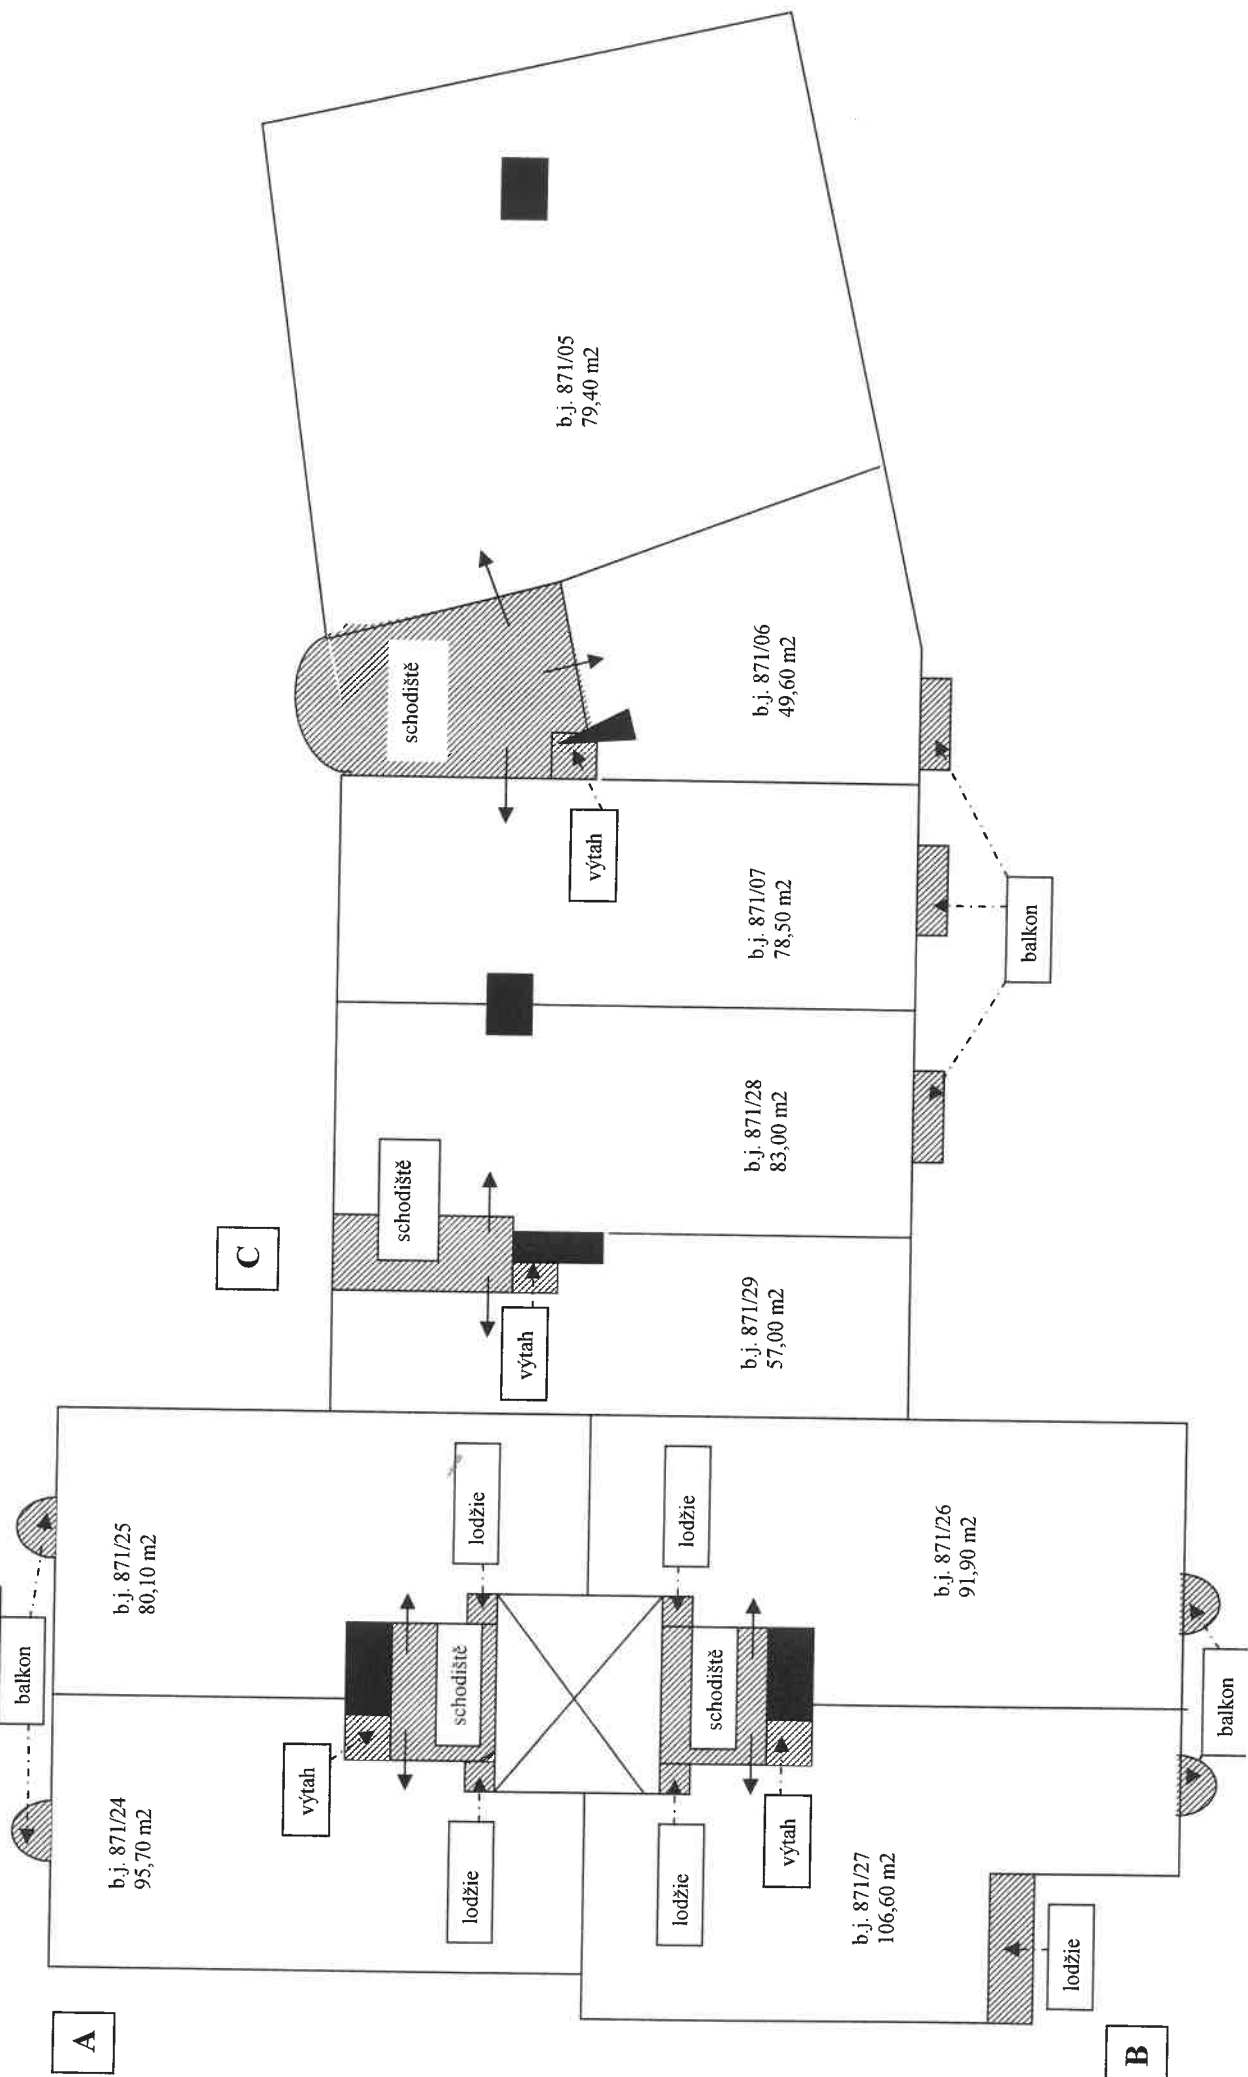 A
B
C
b.j. 871/24
95,70 m2
b.j. 871/25
80,10 m2
balkon
výtah
schodiště
lodžie
lodžie
b.j. 871/27
106,60 m2
b.j. 871/26
91,90 m2
lodžie
lodžie
schodiště
výtah
lodžie
balkon
b.j. 871/29
57,00 m2
výtah
schodiště
b.j. 871/28
83,00 m2
b.j. 871/07
78,50 m2
výtah
schodiště
b.j. 871/06
49,60 m2
b.j. 871/05
79,40 m2
balkon